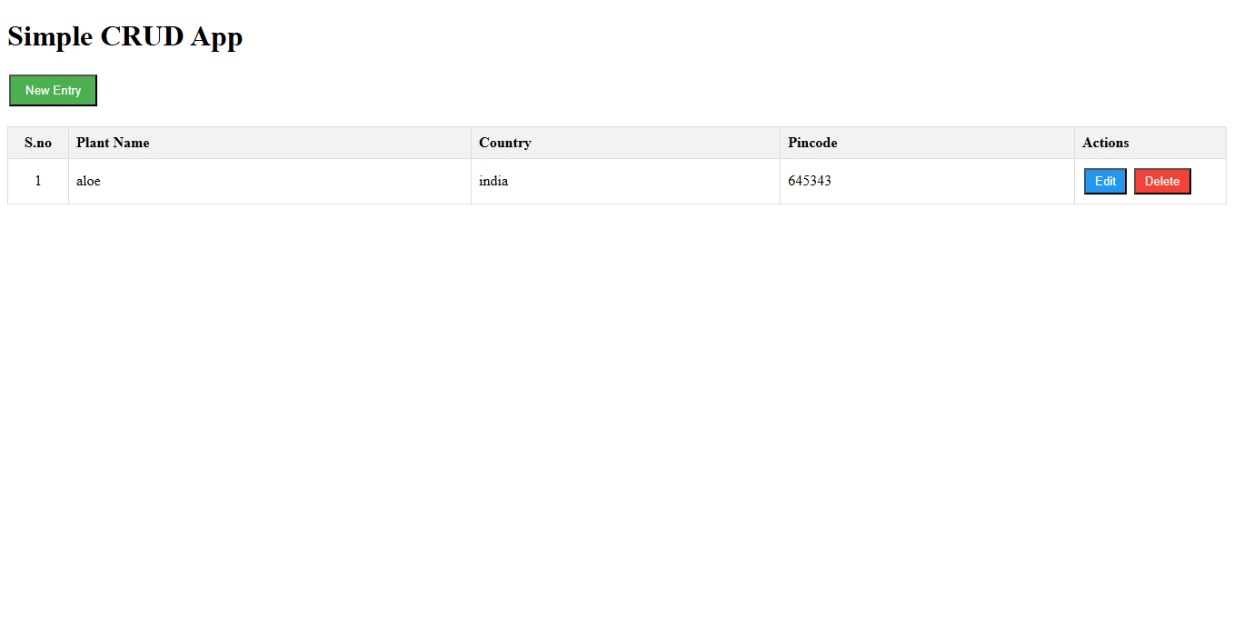 Simple CRUD App
New Entry
S.no Plant Name Country Pincode Actions
1 aloe india 645343 Edit Delete